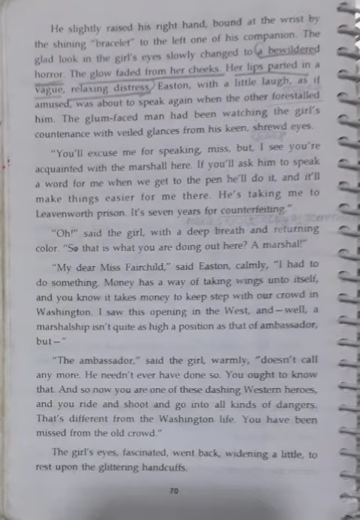 He slightly raised his right hand, bound at the wrist by
the shining "bracelet" to the left one of his companion. The
glad look in the girl's eyes slowly changed to a bewildered
horror. The glow faded from her cheeks. Her lips parted in a
vague, relaxing distress. Easton, with a little laugh, as if
amused, was about to speak again when the other forestalled
him. The glum-faced man had been watching the girl's
countenance with veiled glances from his keen, shrewd eyes.
"You'll excuse me for speaking, miss, but, I see you're
acquainted with the marshall here. If you'll ask him to speak
a word for me when we get to the pen he'll do it, and it'll
make things easier for me there. He's taking me to
Leavenworth prison. It's seven years for counterfeiting."
"Oh!" said the girl, with a deep breath and returning
color. "So that is what you are doing out here? A marshal!"
"My dear Miss Fairchild," said Easton, calmly, "I had to
do something. Money has a way of taking wings unto itself,
and you know it takes money to keep step with our crowd in
Washington. I saw this opening in the West, and—well, a
marshalship isn't quite as high a position as that of ambassador,
but—"
"The ambassador," said the girl, warmly, "doesn't call
any more. He needn't ever have done so. You ought to know
that. And so now you are one of these dashing Western heroes,
and you ride and shoot and go into all kinds of dangers.
That's different from the Washington life. You have been
missed from the old crowd."
The girl's eyes, fascinated, went back, widening a little, to
rest upon the glittering handcuffs.
70